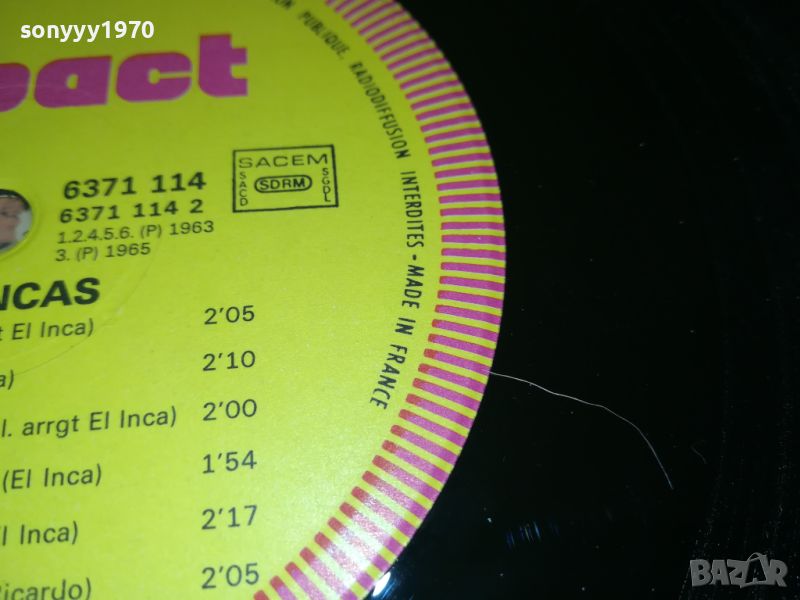 sonyyy1970
pact
ION PUBLIQUE, RADIODIFFUSION INTERDITES - MADE IN FRANCE
SACEM
SACD
SDRM
SGDL
6371 114
6371 114 2
1.2.4.5.6. (P) 1963
3. (P) 1965
NCAS
t El Inca) 2'05
a) 2'10
l. arrgt El Inca) 2'00
(El Inca) 1'54
l Inca) 2'17
Ricardo) 2'05
BAZAR